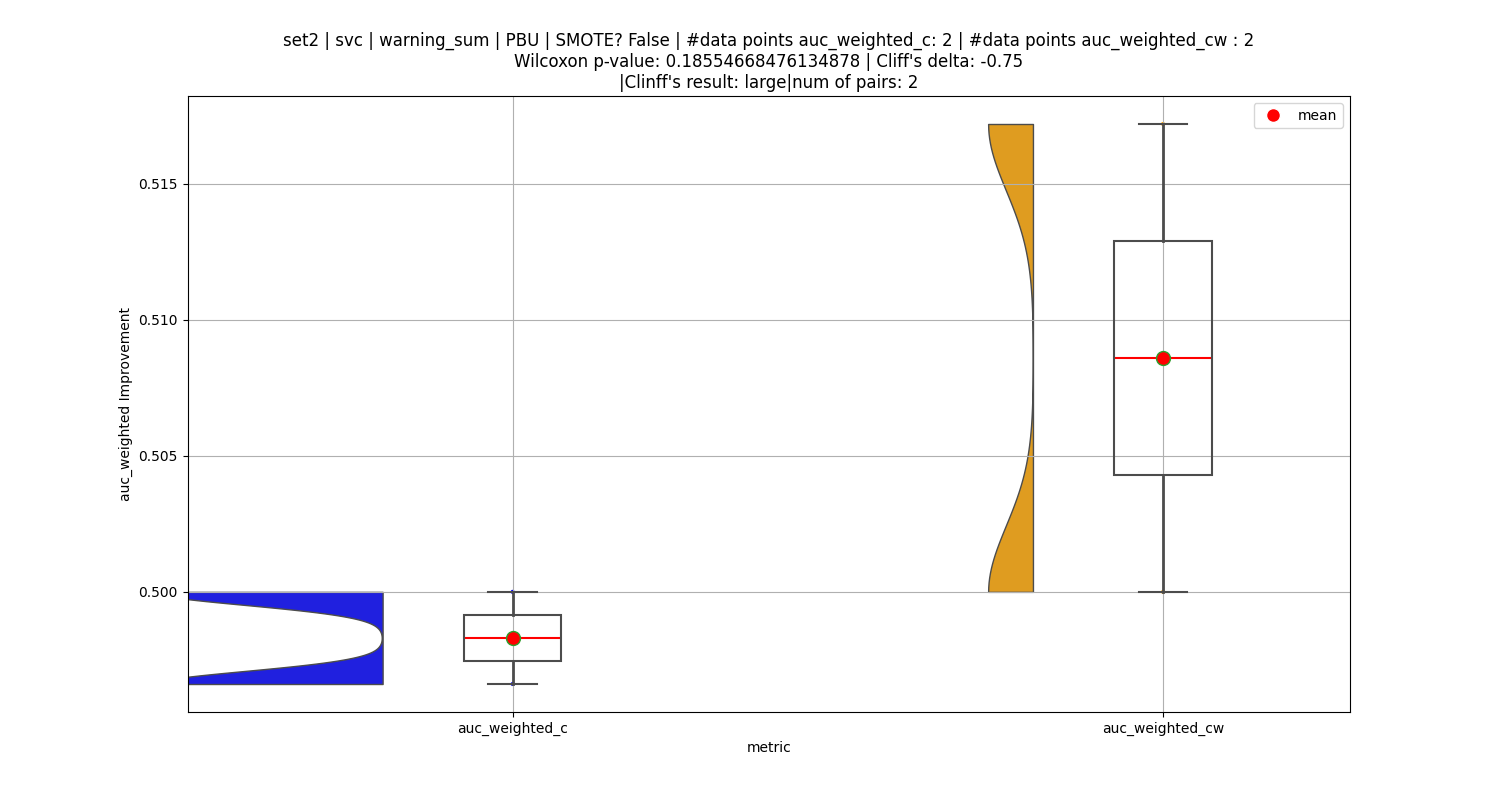 set2 | svc | warning_sum | PBU | SMOTE? False | #data points auc_weighted_c: 2 | #data points auc_weighted_cw : 2
Wilcoxon p-value: 0.18554668476134878 | Cliff's delta: -0.75
|Clinff's result: large|num of pairs: 2
mean
auc_weighted Improvement
0.515
0.510
0.505
0.500
auc_weighted_c
auc_weighted_cw
metric